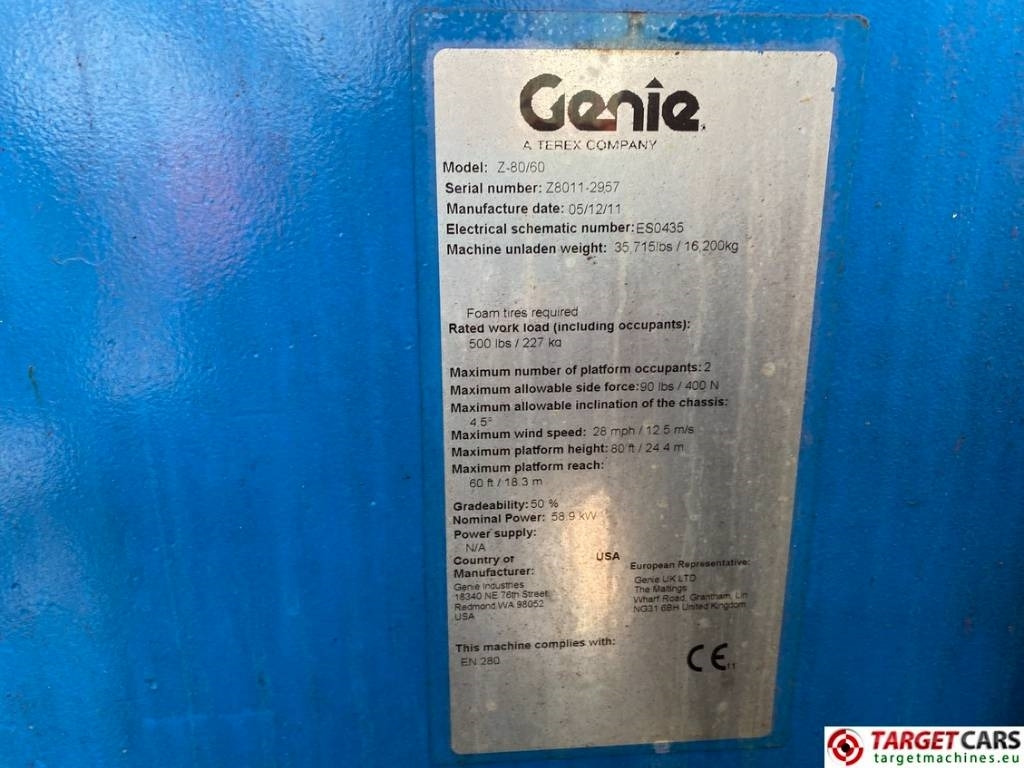 Genie
A TEREX COMPANY
Model: Z-80/60
Serial number: Z8011-2957
Manufacture date: 05/12/11
Electrical schematic number: ES0435
Machine unladen weight: 35,715lbs / 16,200kg
Foam tires required
Rated work load (including occupants):
500 lbs / 227 kg
Maximum number of platform occupants: 2
Maximum allowable side force: 90 lbs / 400 N
Maximum allowable inclination of the chassis:
4.5°
Maximum wind speed: 28 mph / 12.5 m/s
Maximum platform height: 80 ft / 24.4 m
Maximum platform reach:
60 ft / 18.3 m
Gradeability: 50 %
Nominal Power: 58.9 kW
Power supply:
N/A
Country of Manufacturer: USA
Genie Industries
18340 NE 76th Street
Redmond WA 98052
USA
European Representative:
Genie UK LTD
The Maltings
Wharf Road, Grantham, Lin
NG31 6BH United Kingdom
This machine complies with:
EN 280
CE 11
TARGETCARS
targetmachines.eu